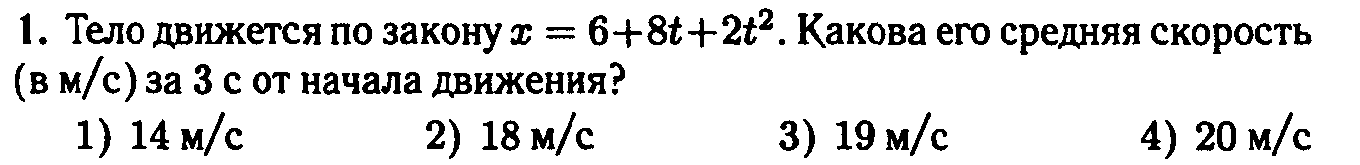 1. Тело движется по закону x = 6+8t+2t². Какова его средняя скорость
(в м/с) за 3 с от начала движения?
1) 14 м/с 2) 18 м/с 3) 19 м/с 4) 20 м/с